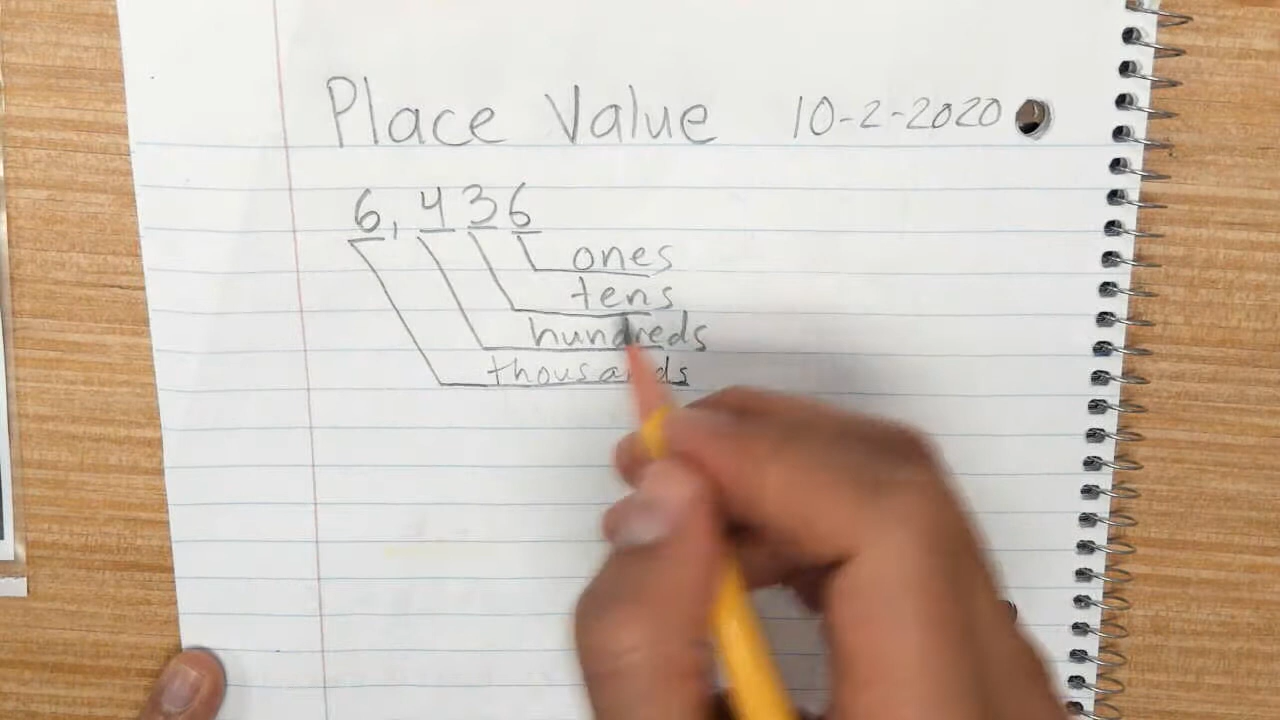 Place Value 10-2-2020
6,436
ones
tens
hundreds
thousands